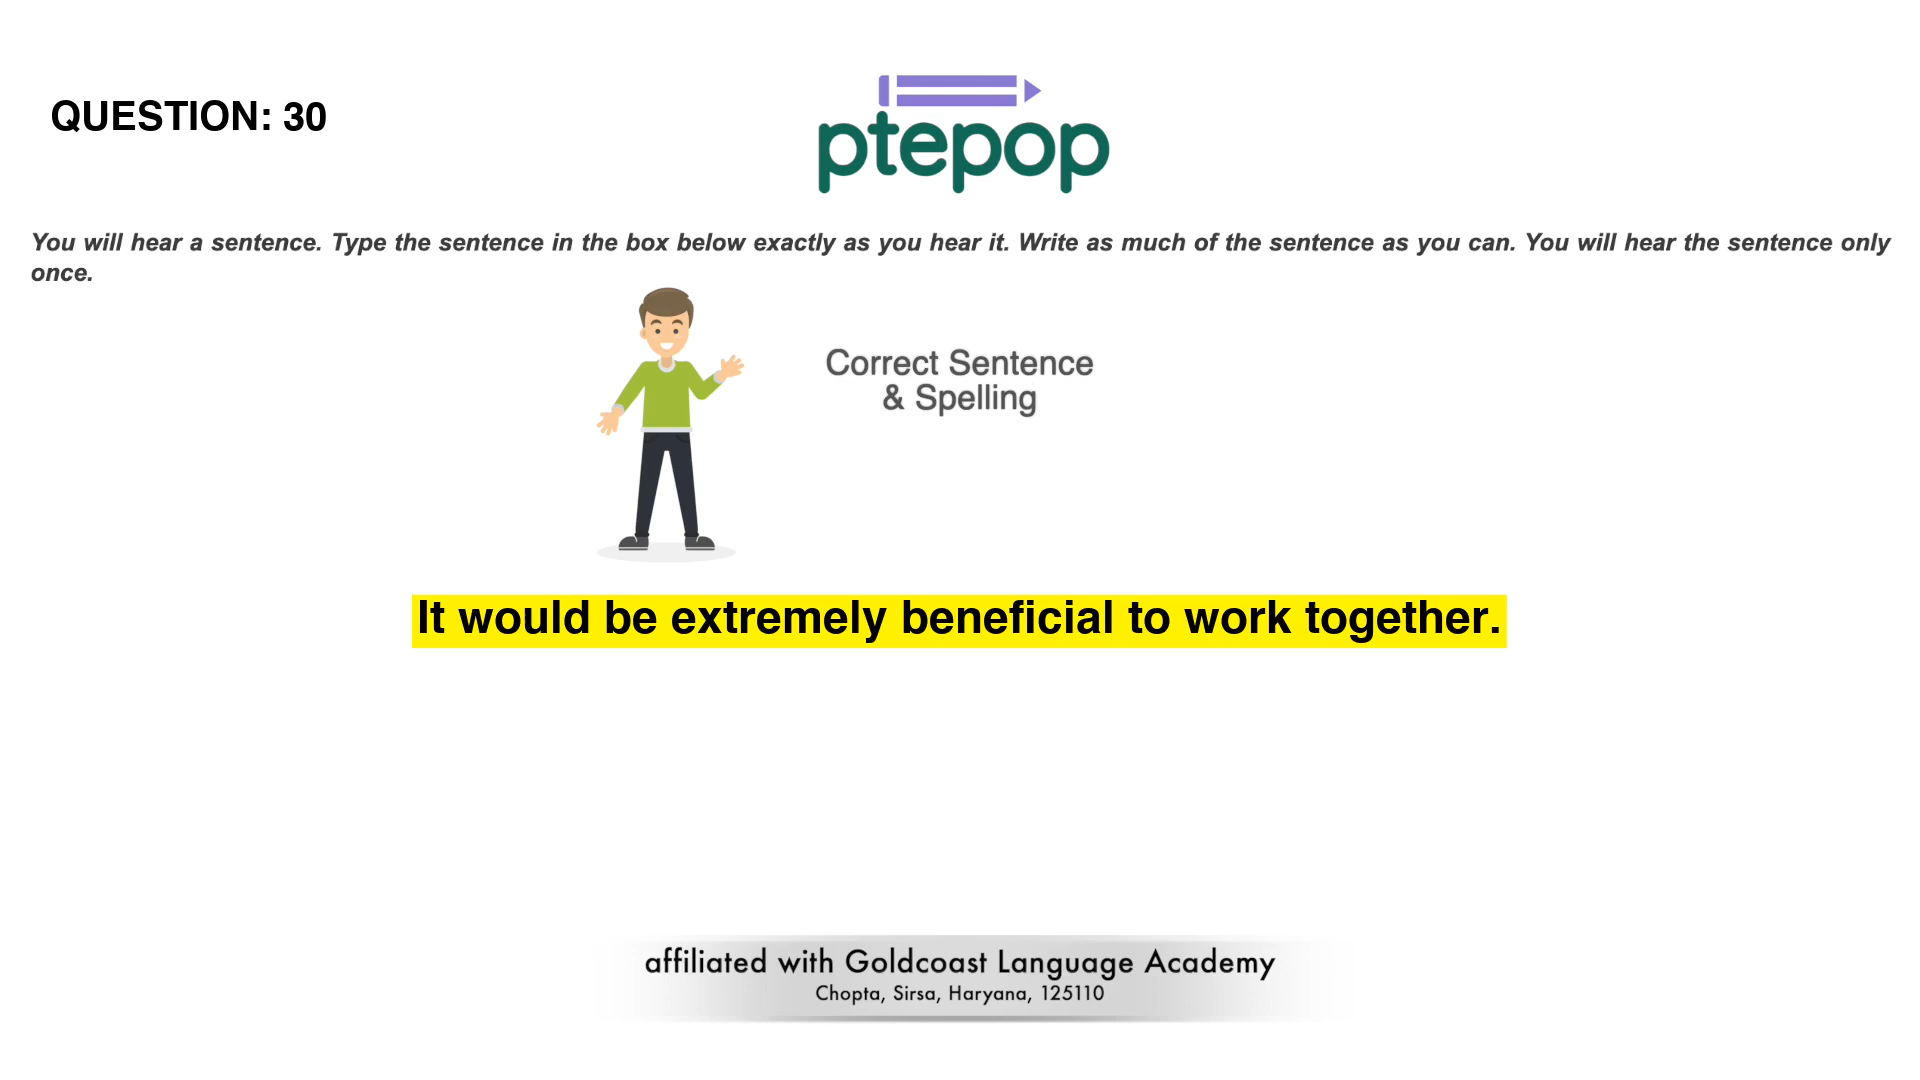 QUESTION: 30
ptepop
You will hear a sentence. Type the sentence in the box below exactly as you hear it. Write as much of the sentence as you can. You will hear the sentence only
once.
Correct Sentence
& Spelling
It would be extremely beneficial to work together.
affiliated with Goldcoast Language Academy
Chopta, Sirsa, Haryana, 125110